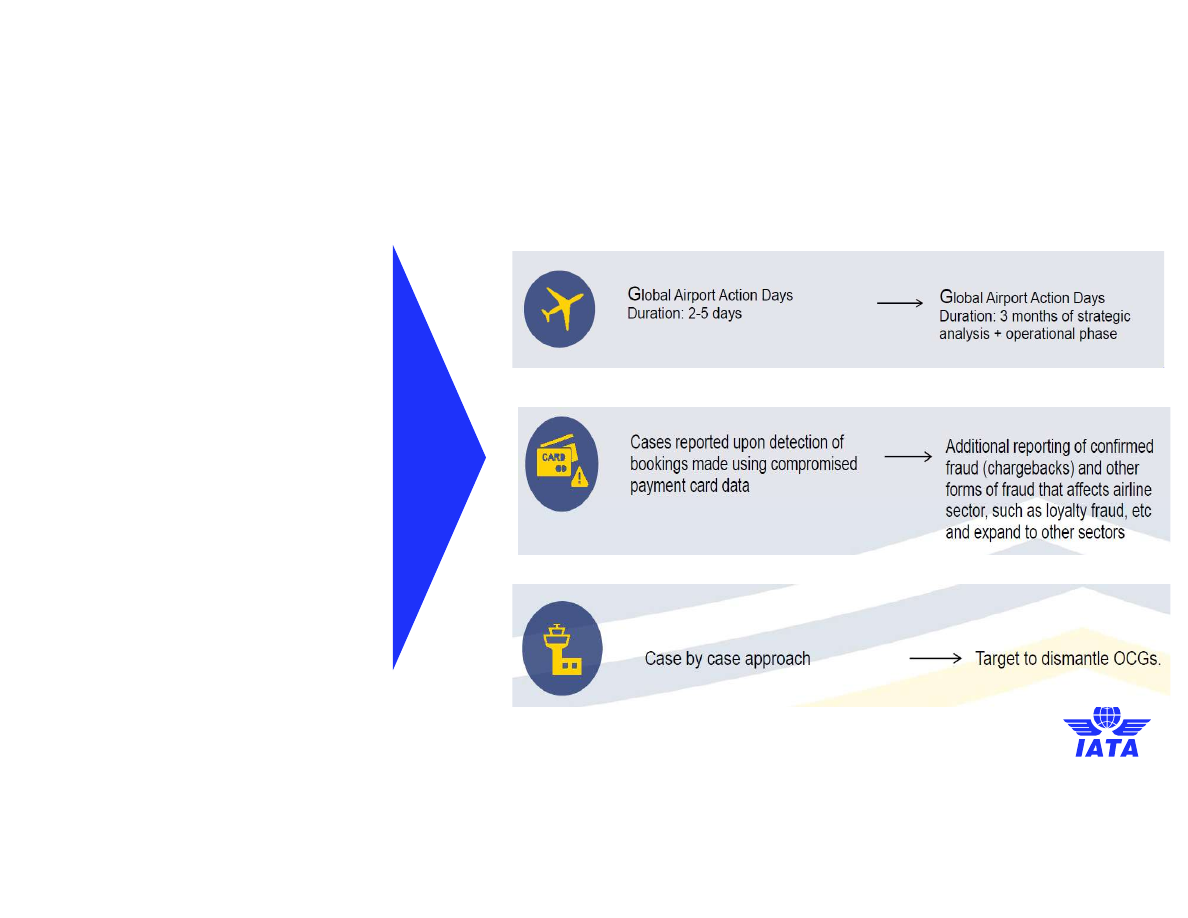 Global Airport Action Days
Duration: 2-5 days
Global Airport Action Days
Duration: 3 months of strategic
analysis + operational phase
CARD
Cases reported upon detection of
bookings made using compromised
payment card data
Additional reporting of confirmed
fraud (chargebacks) and other
forms of fraud that affects airline
sector, such as loyalty fraud, etc
and expand to other sectors
Case by case approach
Target to dismantle OCGs.
IATA